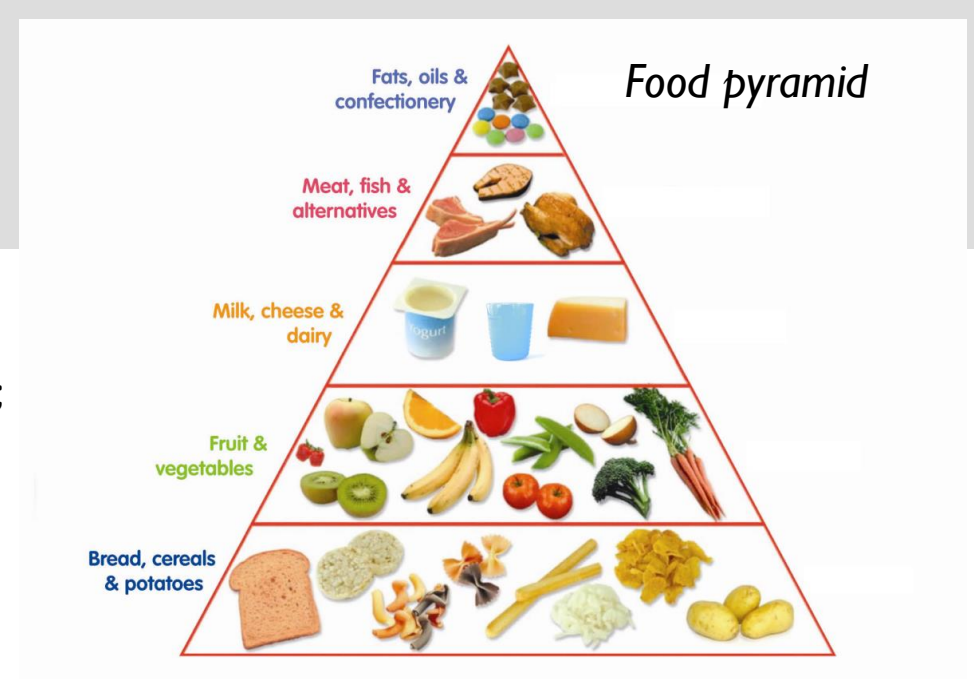 Food pyramid
Fats, oils &
confectionery
Meat, fish &
alternatives
Milk, cheese &
dairy
Yogurt
Fruit &
vegetables
Bread, cereals
& potatoes